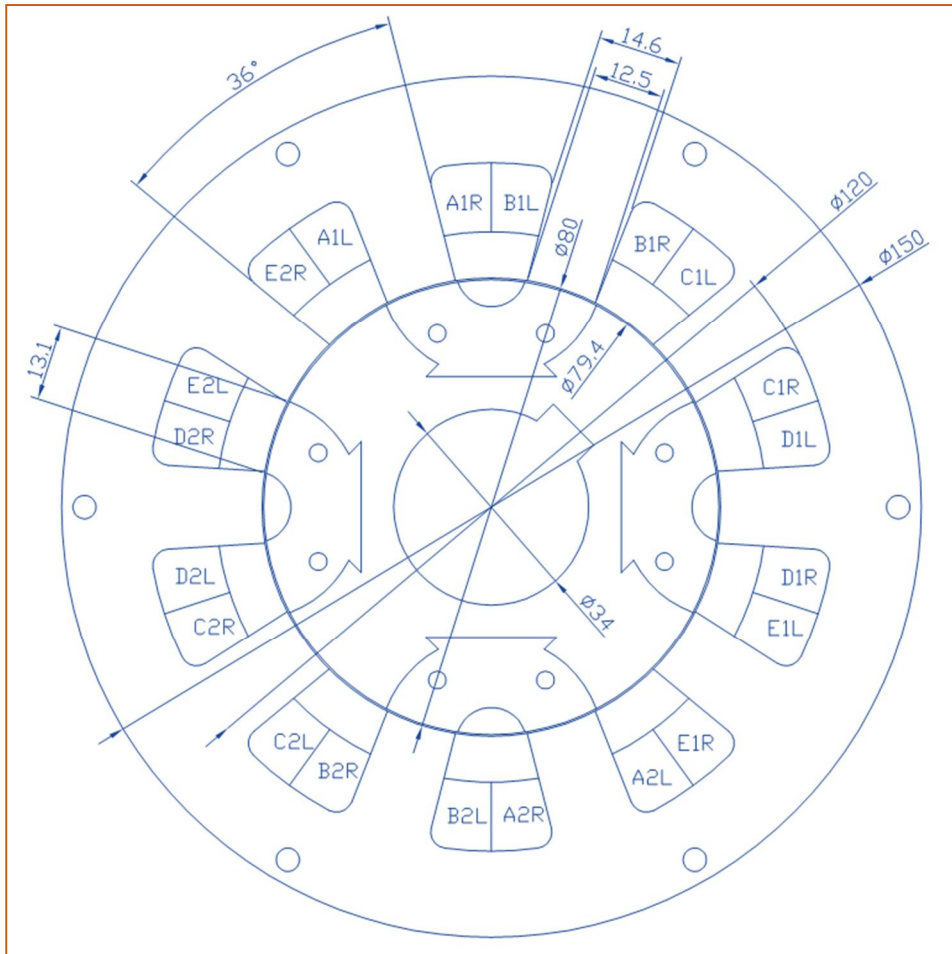 14.6
12.5
36°
Ø120
A1R B1L
Ø80
Ø150
A1L
B1R
E2R
C1L
Ø79.4
13.1
E2L
C1R
D2R
D1L
D2L
D1R
C2R
E1L
Ø34
C2L
E1R
B2R
A2L
B2L A2R